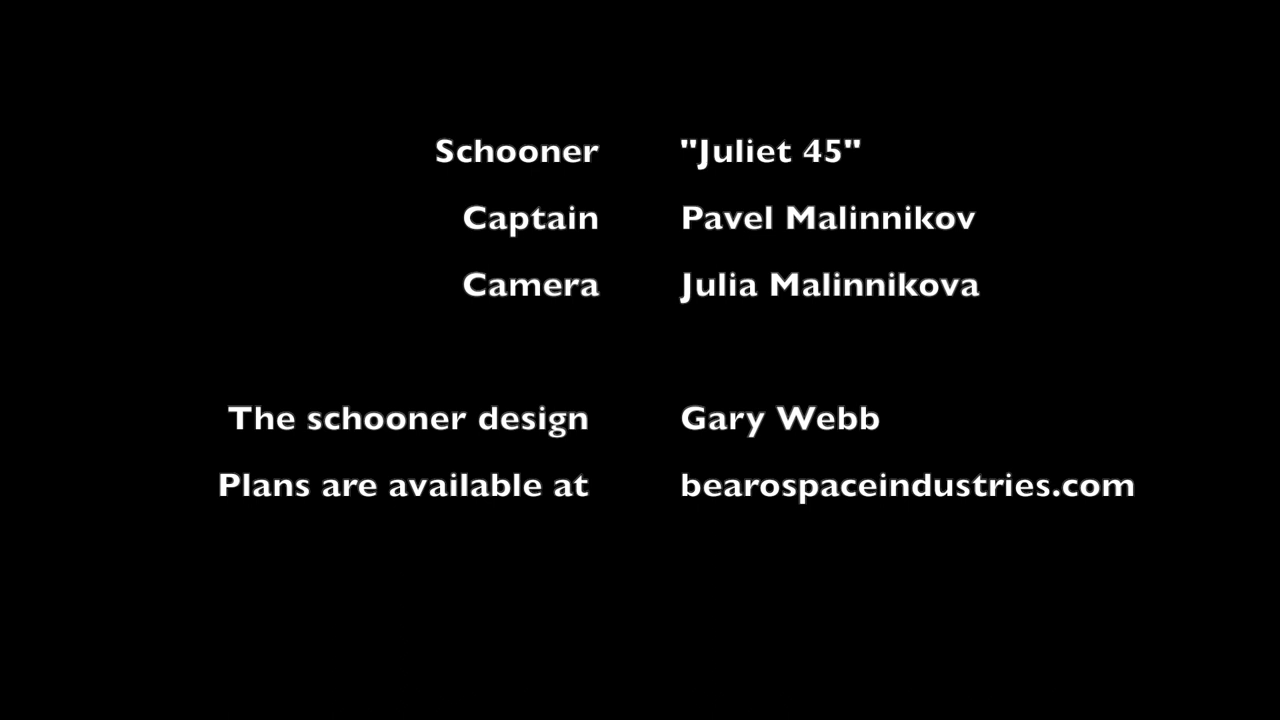 Schooner "Juliet 45"
Captain Pavel Malinnikov
Camera Julia Malinnikova
The schooner design Gary Webb
Plans are available at bearospaceindustries.com